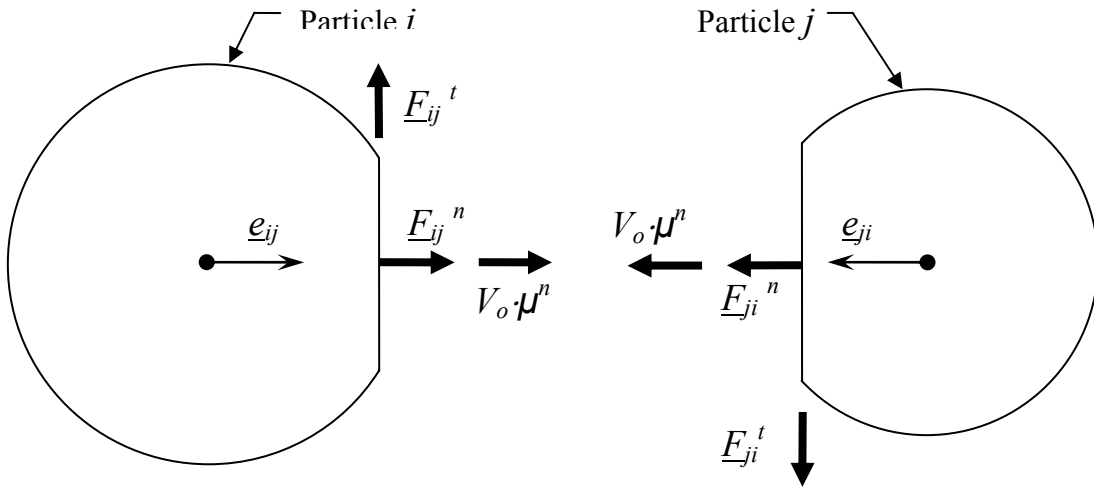 Particle i
Particle j
F_ij^t
e_ij
F_ij^n
V_o·μ^n
V_o·μ^n
e_ji
F_ji^n
F_ji^t